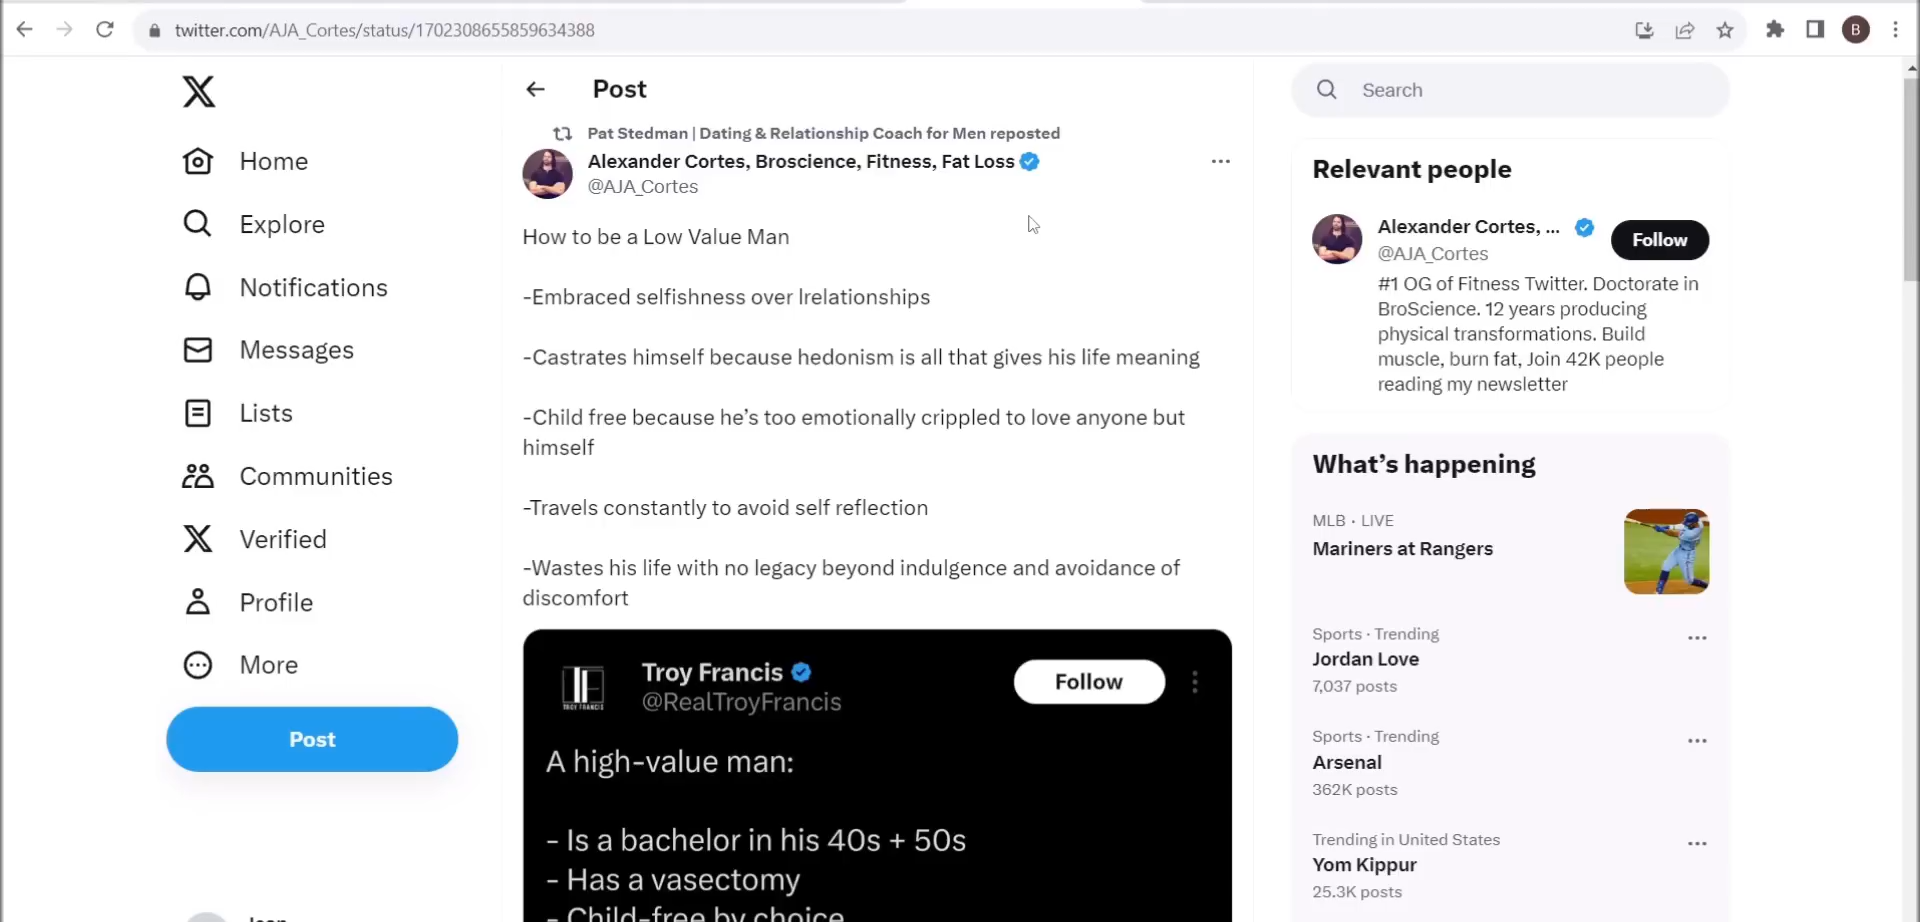 twitter.com/AJA_Cortes/status/1702308655859634388
B
Home
Explore
Notifications
Messages
Lists
Communities
Verified
Profile
More
Post
Post
Pat Stedman | Dating & Relationship Coach for Men reposted
Alexander Cortes, Broscience, Fitness, Fat Loss
@AJA_Cortes
How to be a Low Value Man
-Embraced selfishness over lrelationships
-Castrates himself because hedonism is all that gives his life meaning
-Child free because he’s too emotionally crippled to love anyone but
himself
-Travels constantly to avoid self reflection
-Wastes his life with no legacy beyond indulgence and avoidance of
discomfort
TROY FRANCIS
Troy Francis
@RealTroyFrancis
Follow
A high-value man:
- Is a bachelor in his 40s + 50s
- Has a vasectomy
- Child-free by choice
Search
Relevant people
Alexander Cortes, ...
@AJA_Cortes
Follow
#1 OG of Fitness Twitter. Doctorate in
BroScience. 12 years producing
physical transformations. Build
muscle, burn fat, Join 42K people
reading my newsletter
What’s happening
MLB · LIVE
Mariners at Rangers
Sports · Trending
Jordan Love
7,037 posts
Sports · Trending
Arsenal
362K posts
Trending in United States
Yom Kippur
25.3K posts